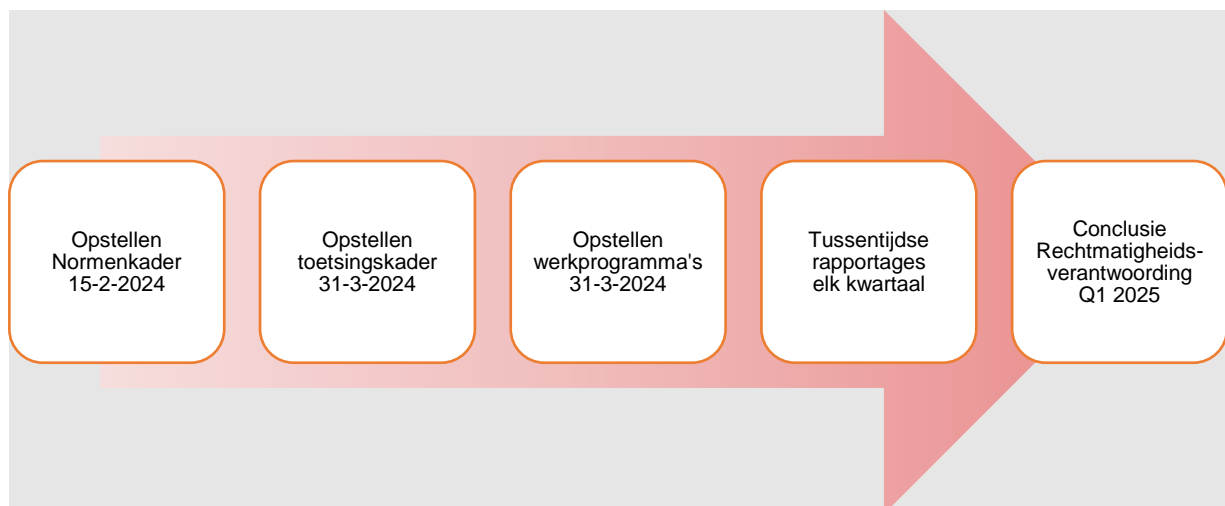 Opstellen
Normenkader
15-2-2024
Opstellen
toetsingskader
31-3-2024
Opstellen
werkprogramma's
31-3-2024
Tussentijdse
rapportages
elk kwartaal
Conclusie
Rechtmatigheids-
verantwoording
Q1 2025